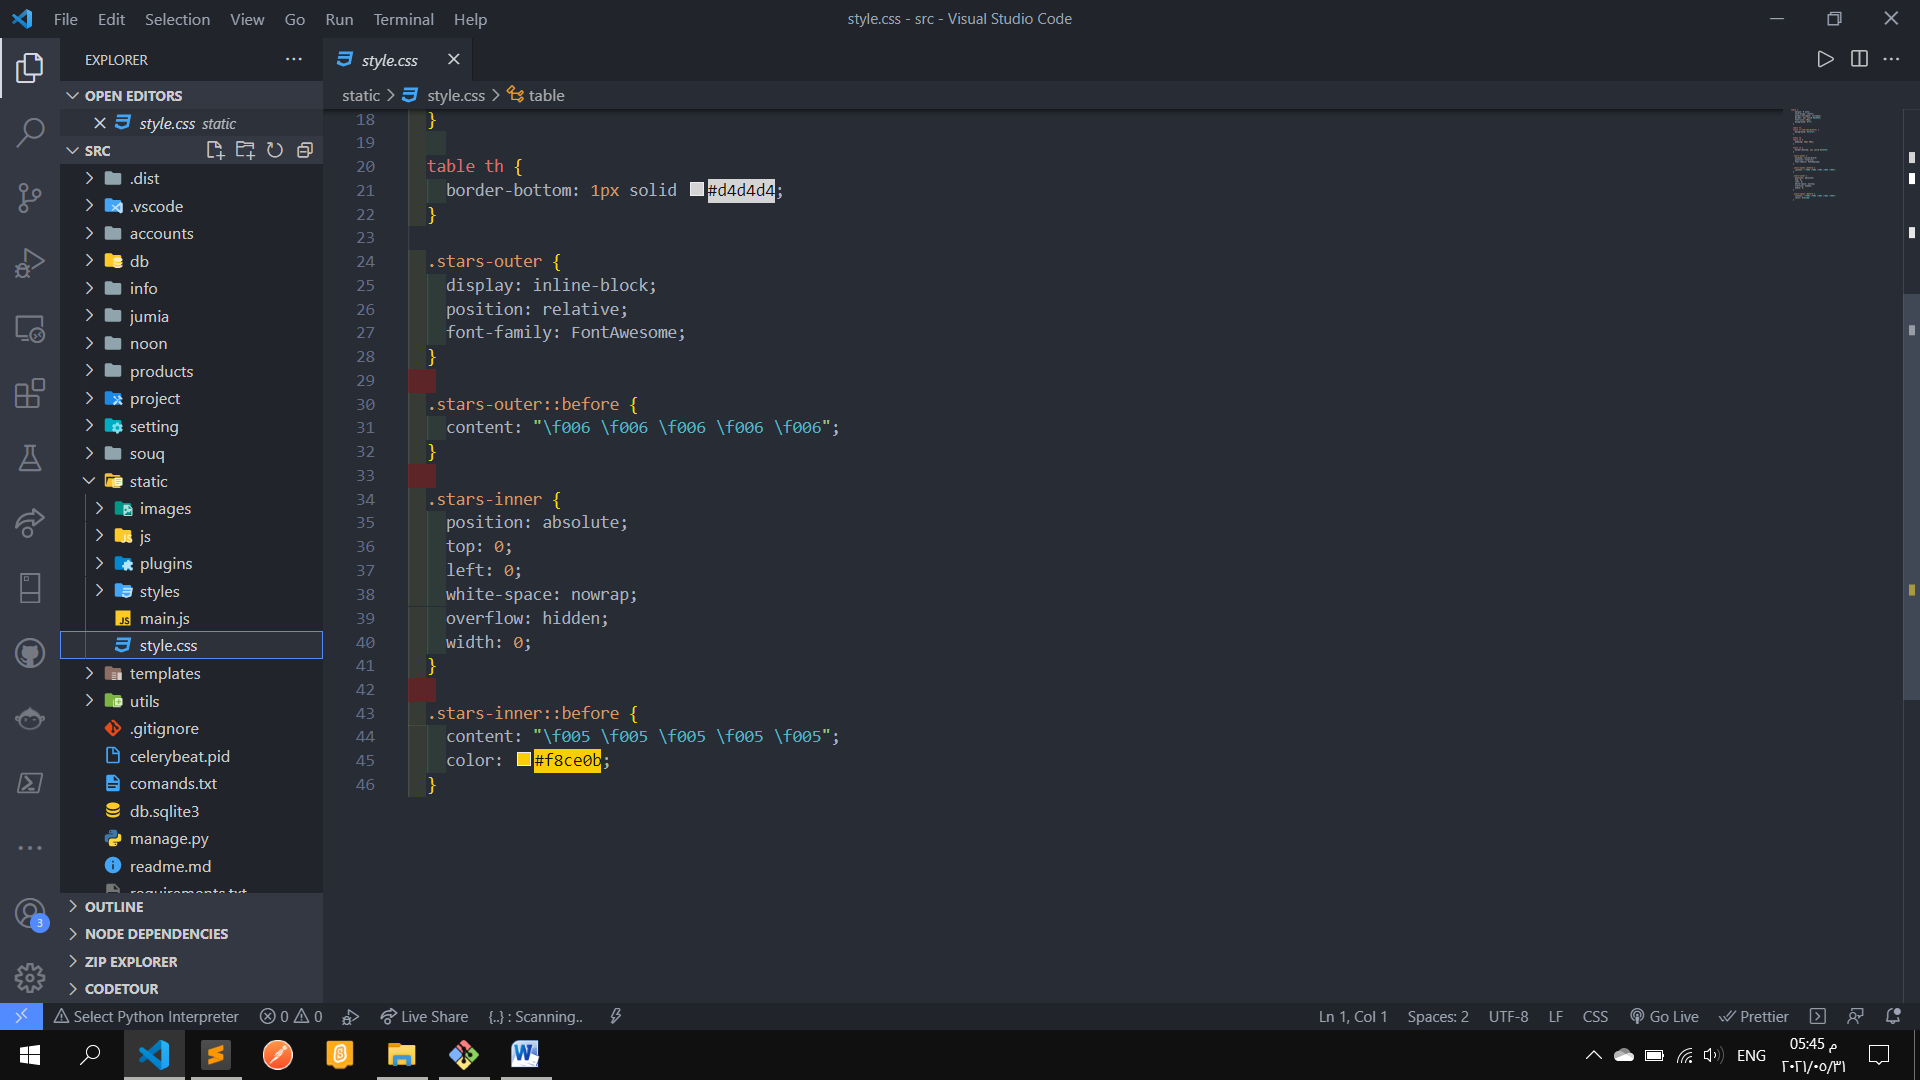 File Edit Selection View Go Run Terminal Help
style.css - src - Visual Studio Code
EXPLORER
style.css
OPEN EDITORS
static style.css table
style.css static
SRC
.dist
.vscode
accounts
db
info
jumia
noon
products
project
setting
souq
static
images
js
plugins
styles
main.js
style.css
templates
utils
.gitignore
celerybeat.pid
comands.txt
db.sqlite3
manage.py
readme.md
requirements.txt
OUTLINE
NODE DEPENDENCIES
ZIP EXPLORER
CODETOUR
3
18 }
19
20 table th {
21 border-bottom: 1px solid #d4d4d4;
22 }
23
24 .stars-outer {
25 display: inline-block;
26 position: relative;
27 font-family: FontAwesome;
28 }
29
30 .stars-outer::before {
31 content: "\f006 \f006 \f006 \f006 \f006";
32 }
33
34 .stars-inner {
35 position: absolute;
36 top: 0;
37 left: 0;
38 white-space: nowrap;
39 overflow: hidden;
40 width: 0;
41 }
42
43 .stars-inner::before {
44 content: "\f005 \f005 \f005 \f005 \f005";
45 color: #f8ce0b;
46 }
Select Python Interpreter 0 0 Live Share {..} : Scanning.. Ln 1, Col 1 Spaces: 2 UTF-8 LF CSS Go Live Prettier
ENG
05:45 م
٢٠٢١/٠٥/٣١